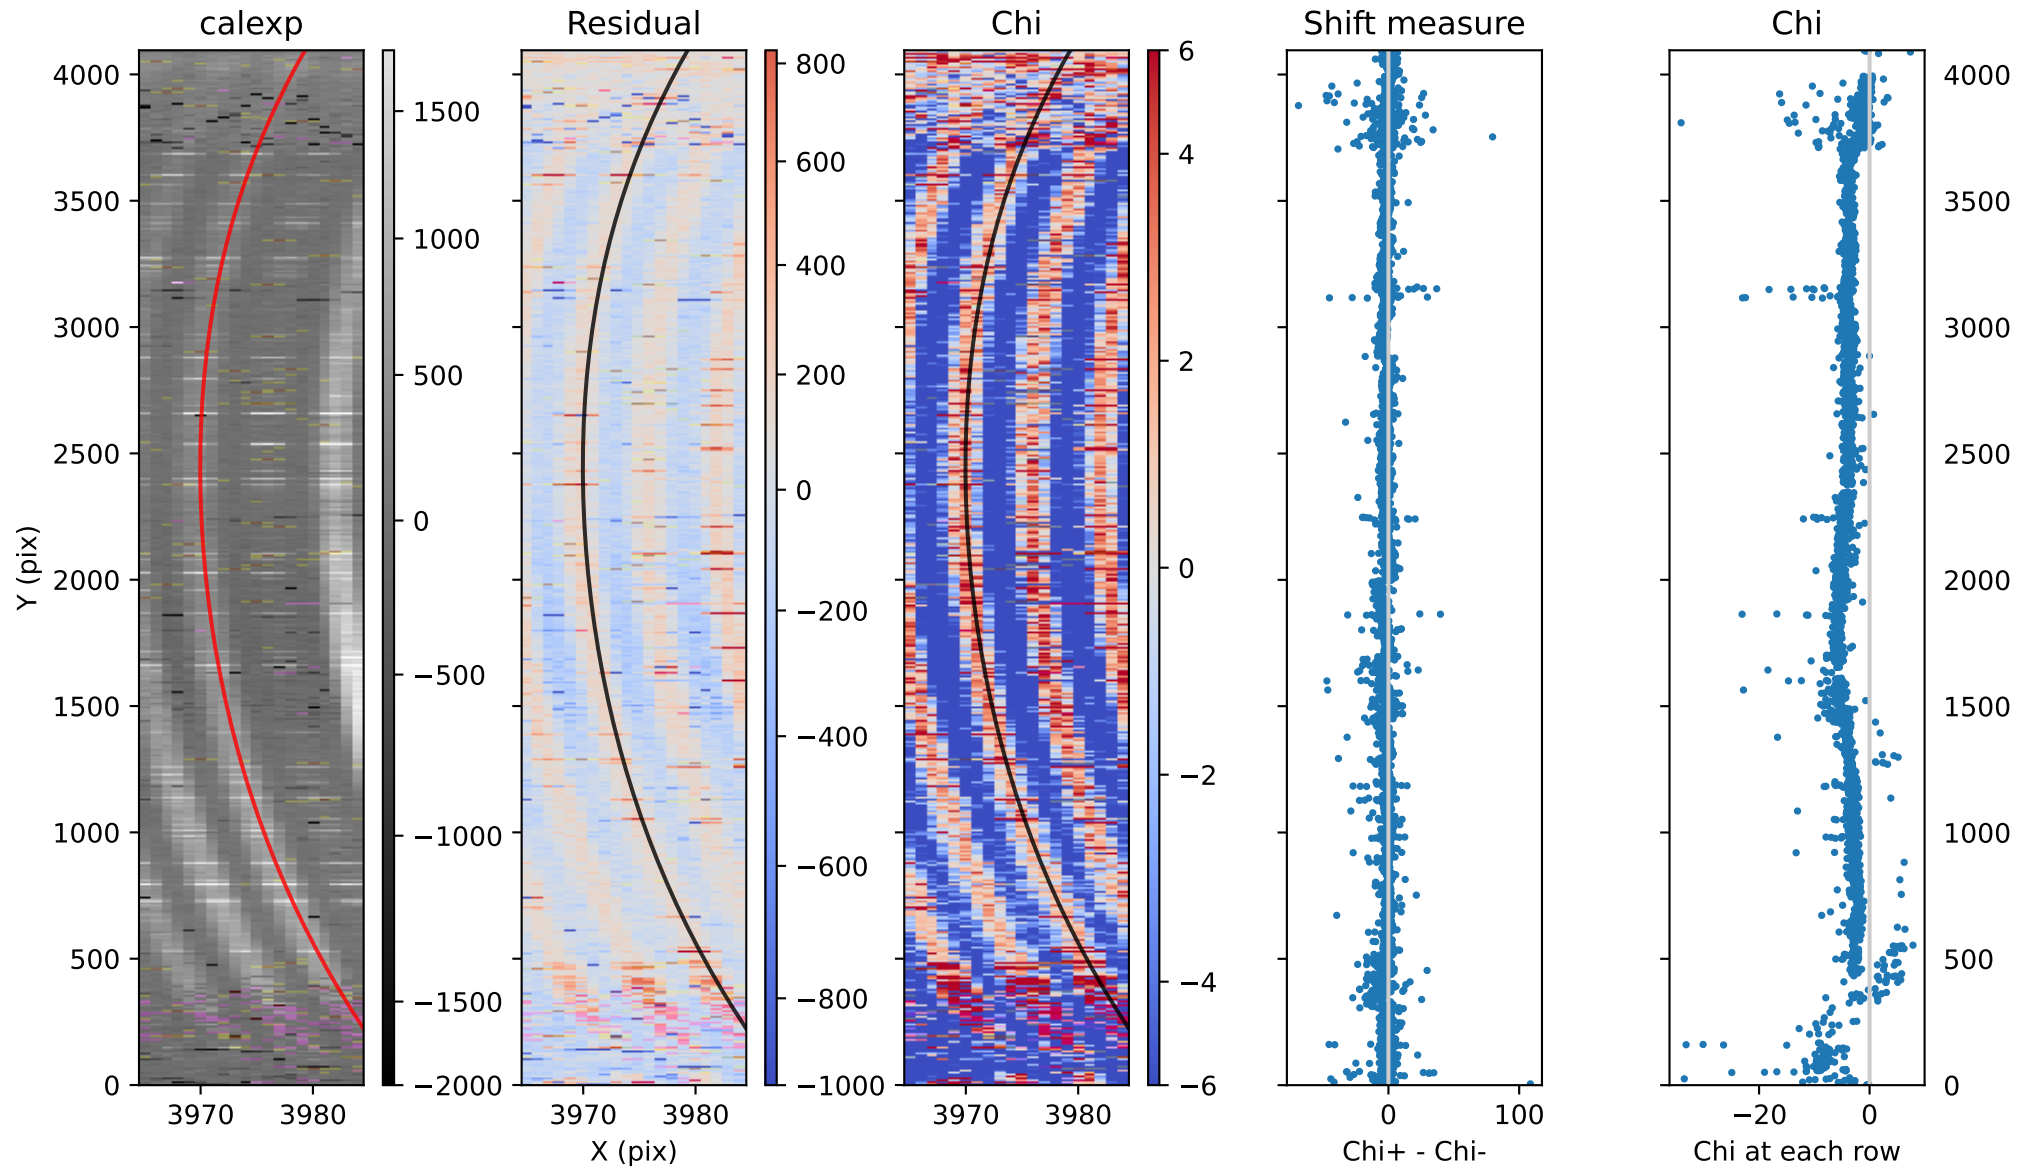 calexp Residual Chi Shift measure Chi
4000 1500 800 6 4000
3500 1000 600 4 3500
3000 500 400 2 3000
2500 0 200 0 2500
2000 −500 0 −2 2000
1500 −1000 −200 −4 1500
1000 −1500 −400 −6 1000
500 −2000 −600 500
0 −800 0
−1000
Y (pix)
3970 3980 3970 3980 3970 3980 0 100 −20 0
X (pix) Chi+ - Chi- Chi at each row